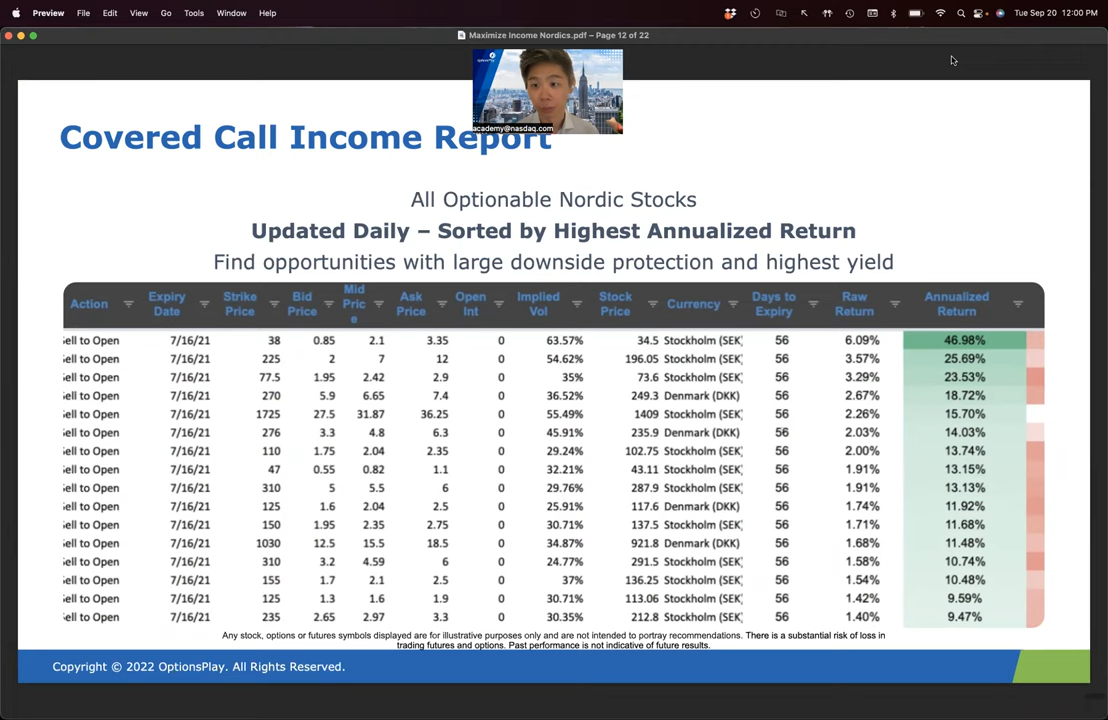 Preview File Edit View Go Tools Window Help Tue Sep 20 12:00 PM
Maximize Income Nordics.pdf – Page 12 of 22
optionsplay
academy@nasdaq.com
Covered Call Income Report
All Optionable Nordic Stocks
Updated Daily – Sorted by Highest Annualized Return
Find opportunities with large downside protection and highest yield
Action Expiry Date Strike Price Bid Price Mid Price Ask Price Open Int Implied Vol Stock Price Currency Days to Expiry Raw Return Annualized Return
Sell to Open 7/16/21 38 0.85 2.1 3.35 0 63.57% 34.5 Stockholm (SEK) 56 6.09% 46.98%
Sell to Open 7/16/21 225 2 7 12 0 54.62% 196.05 Stockholm (SEK) 56 3.57% 25.69%
Sell to Open 7/16/21 77.5 1.95 2.42 2.9 0 35% 73.6 Stockholm (SEK) 56 3.29% 23.53%
Sell to Open 7/16/21 270 5.9 6.65 7.4 0 36.52% 249.3 Denmark (DKK) 56 2.67% 18.72%
Sell to Open 7/16/21 1725 27.5 31.87 36.25 0 55.49% 1409 Stockholm (SEK) 56 2.26% 15.70%
Sell to Open 7/16/21 276 3.3 4.8 6.3 0 45.91% 235.9 Denmark (DKK) 56 2.03% 14.03%
Sell to Open 7/16/21 110 1.75 2.04 2.35 0 29.24% 102.75 Stockholm (SEK) 56 2.00% 13.74%
Sell to Open 7/16/21 47 0.55 0.82 1.1 0 32.21% 43.11 Stockholm (SEK) 56 1.91% 13.15%
Sell to Open 7/16/21 310 5 5.5 6 0 29.76% 287.9 Stockholm (SEK) 56 1.91% 13.13%
Sell to Open 7/16/21 125 1.6 2.04 2.5 0 25.91% 117.6 Denmark (DKK) 56 1.74% 11.92%
Sell to Open 7/16/21 150 1.95 2.35 2.75 0 30.71% 137.5 Stockholm (SEK) 56 1.71% 11.68%
Sell to Open 7/16/21 1030 12.5 15.5 18.5 0 34.87% 921.8 Denmark (DKK) 56 1.68% 11.48%
Sell to Open 7/16/21 310 3.2 4.59 6 0 24.77% 291.5 Stockholm (SEK) 56 1.58% 10.74%
Sell to Open 7/16/21 155 1.7 2.1 2.5 0 37% 136.25 Stockholm (SEK) 56 1.54% 10.48%
Sell to Open 7/16/21 125 1.3 1.6 1.9 0 30.71% 113.06 Stockholm (SEK) 56 1.42% 9.59%
Sell to Open 7/16/21 235 2.65 2.97 3.3 0 30.35% 212.8 Stockholm (SEK) 56 1.40% 9.47%
Any stock, options or futures symbols displayed are for illustrative purposes only and are not intended to portray recommendations. There is a substantial risk of loss in
trading futures and options. Past performance is not indicative of future results.
Copyright © 2022 OptionsPlay. All Rights Reserved.